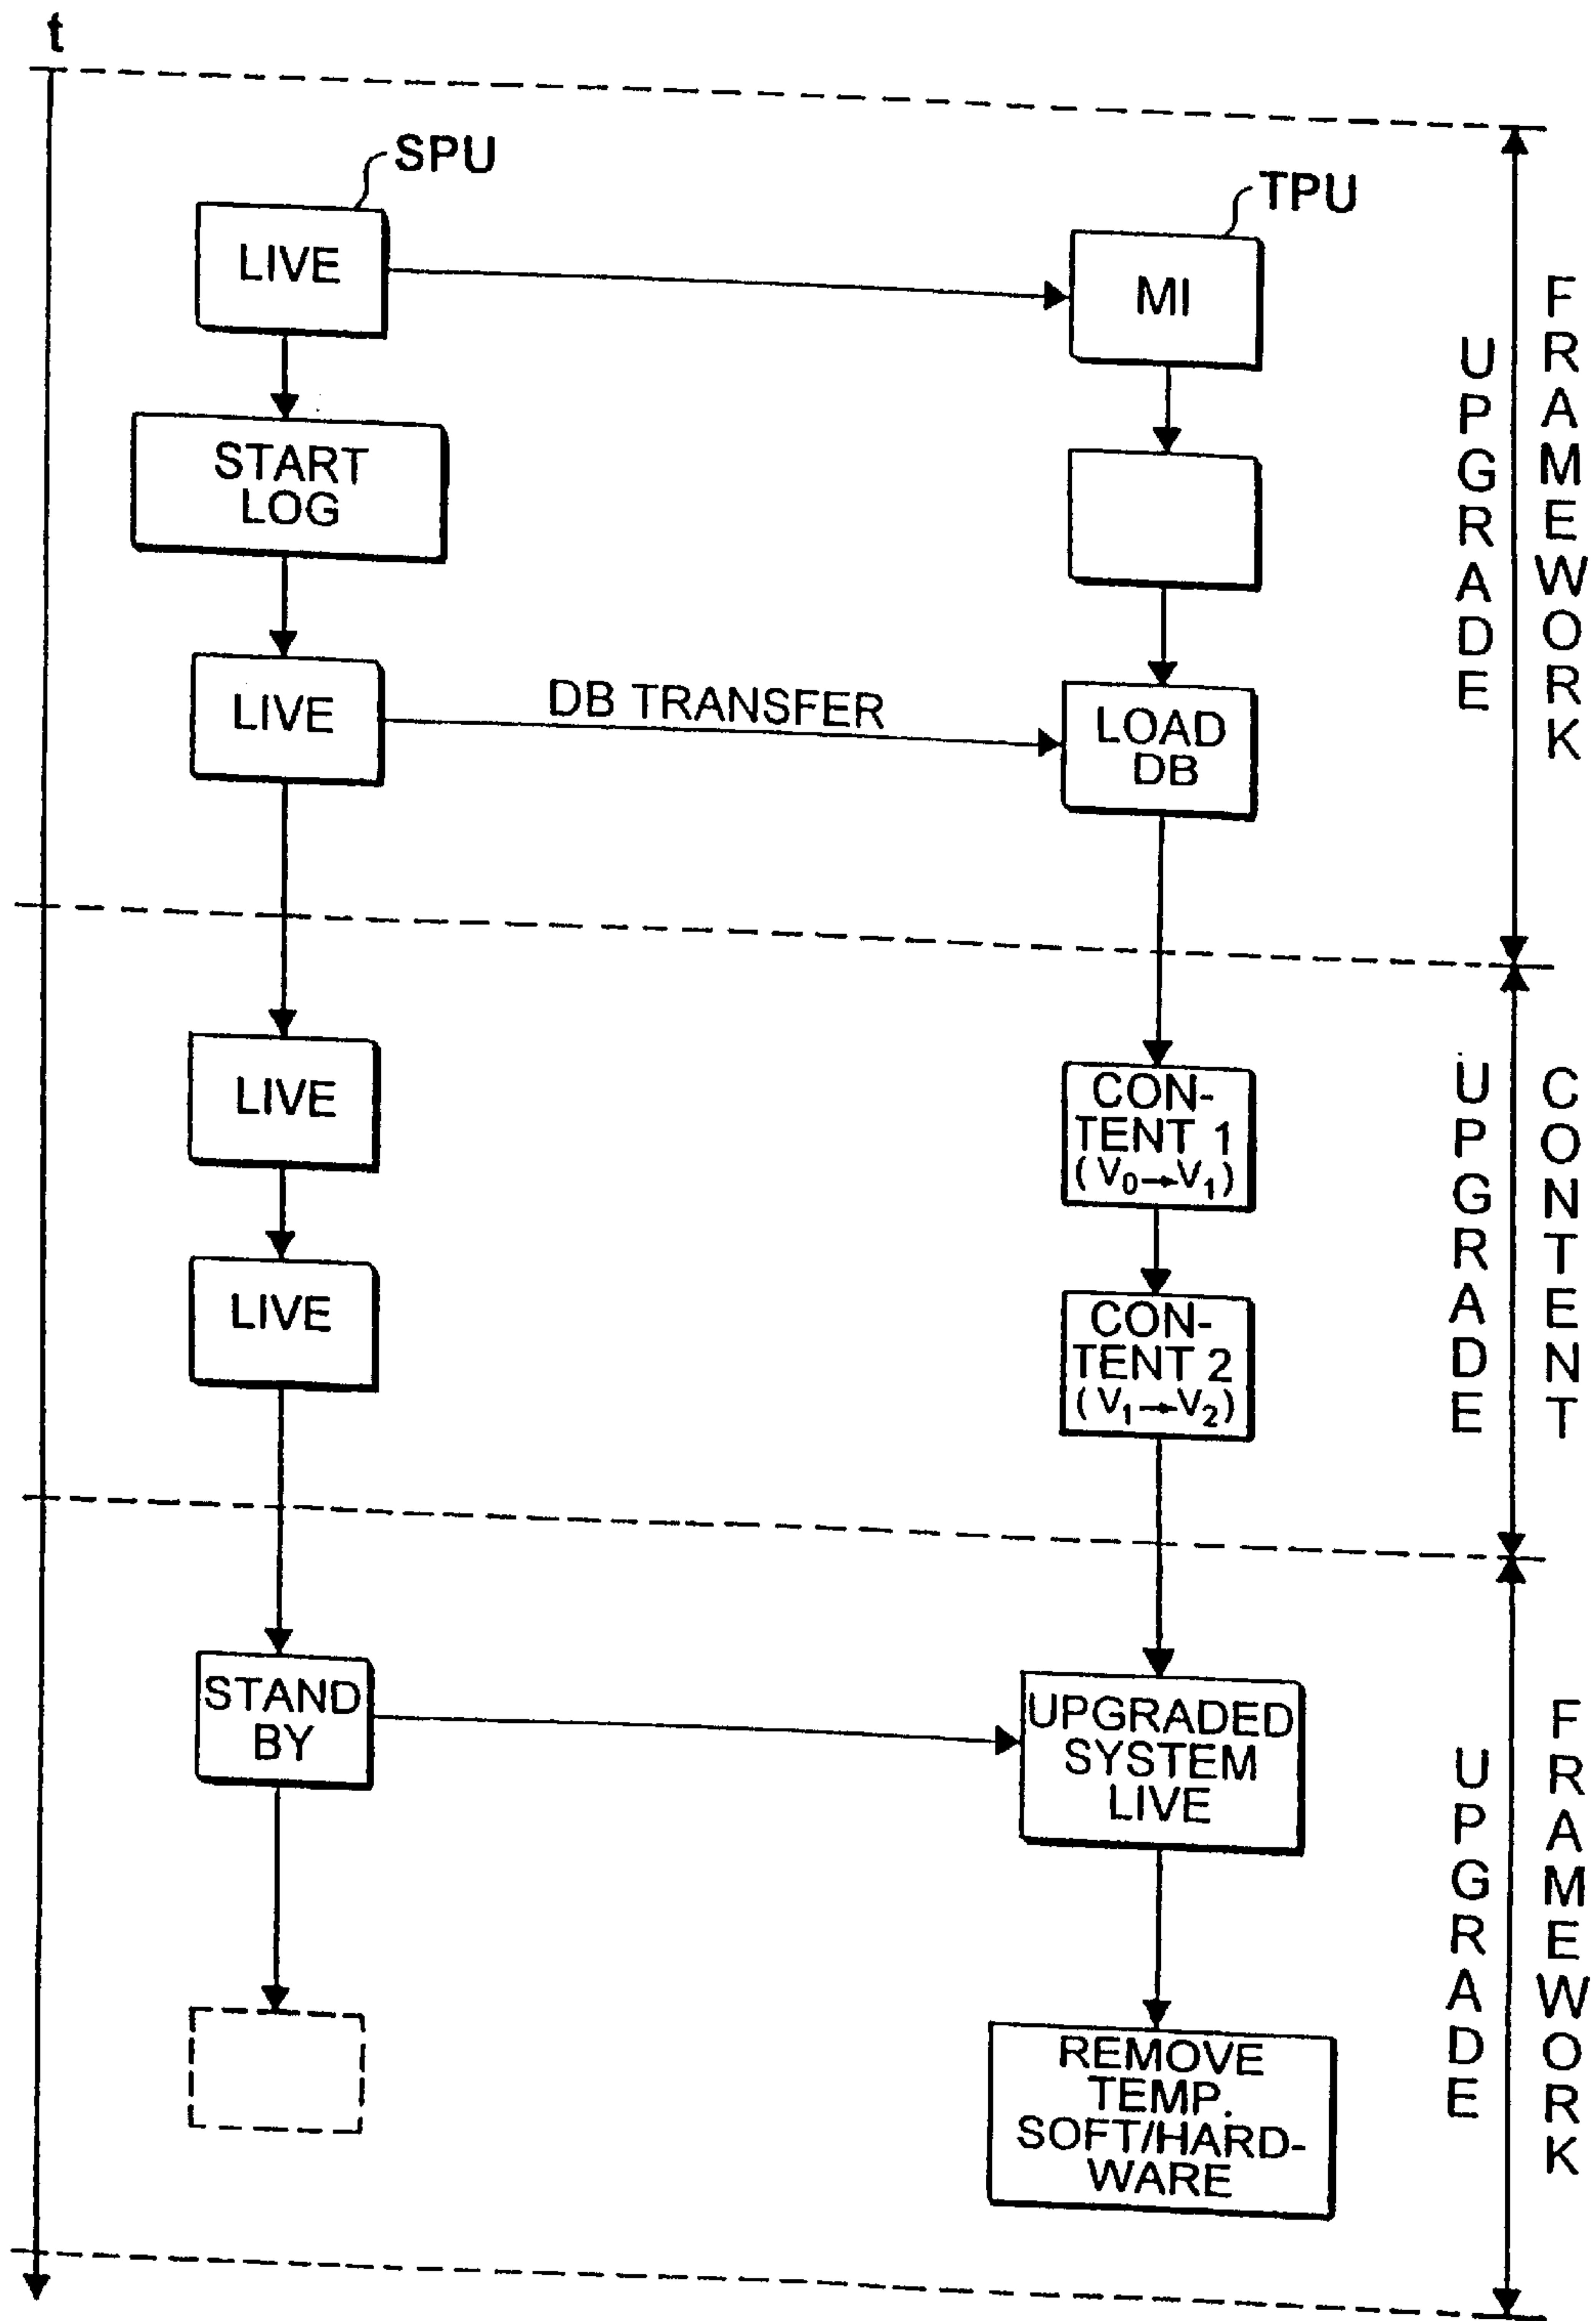 t
SPU
TPU
LIVE
MI
START
LOG
LIVE
DB TRANSFER
LOAD
DB
UPGRADE
FRAMEWORK
LIVE
CON-
TENT 1
(V₀→V₁)
LIVE
CON-
TENT 2
(V₁→V₂)
UPGRADE
CONTENT
STAND
BY
UPGRADED
SYSTEM
LIVE
REMOVE
TEMP.
SOFT/HARD-
WARE
UPGRADE
FRAMEWORK